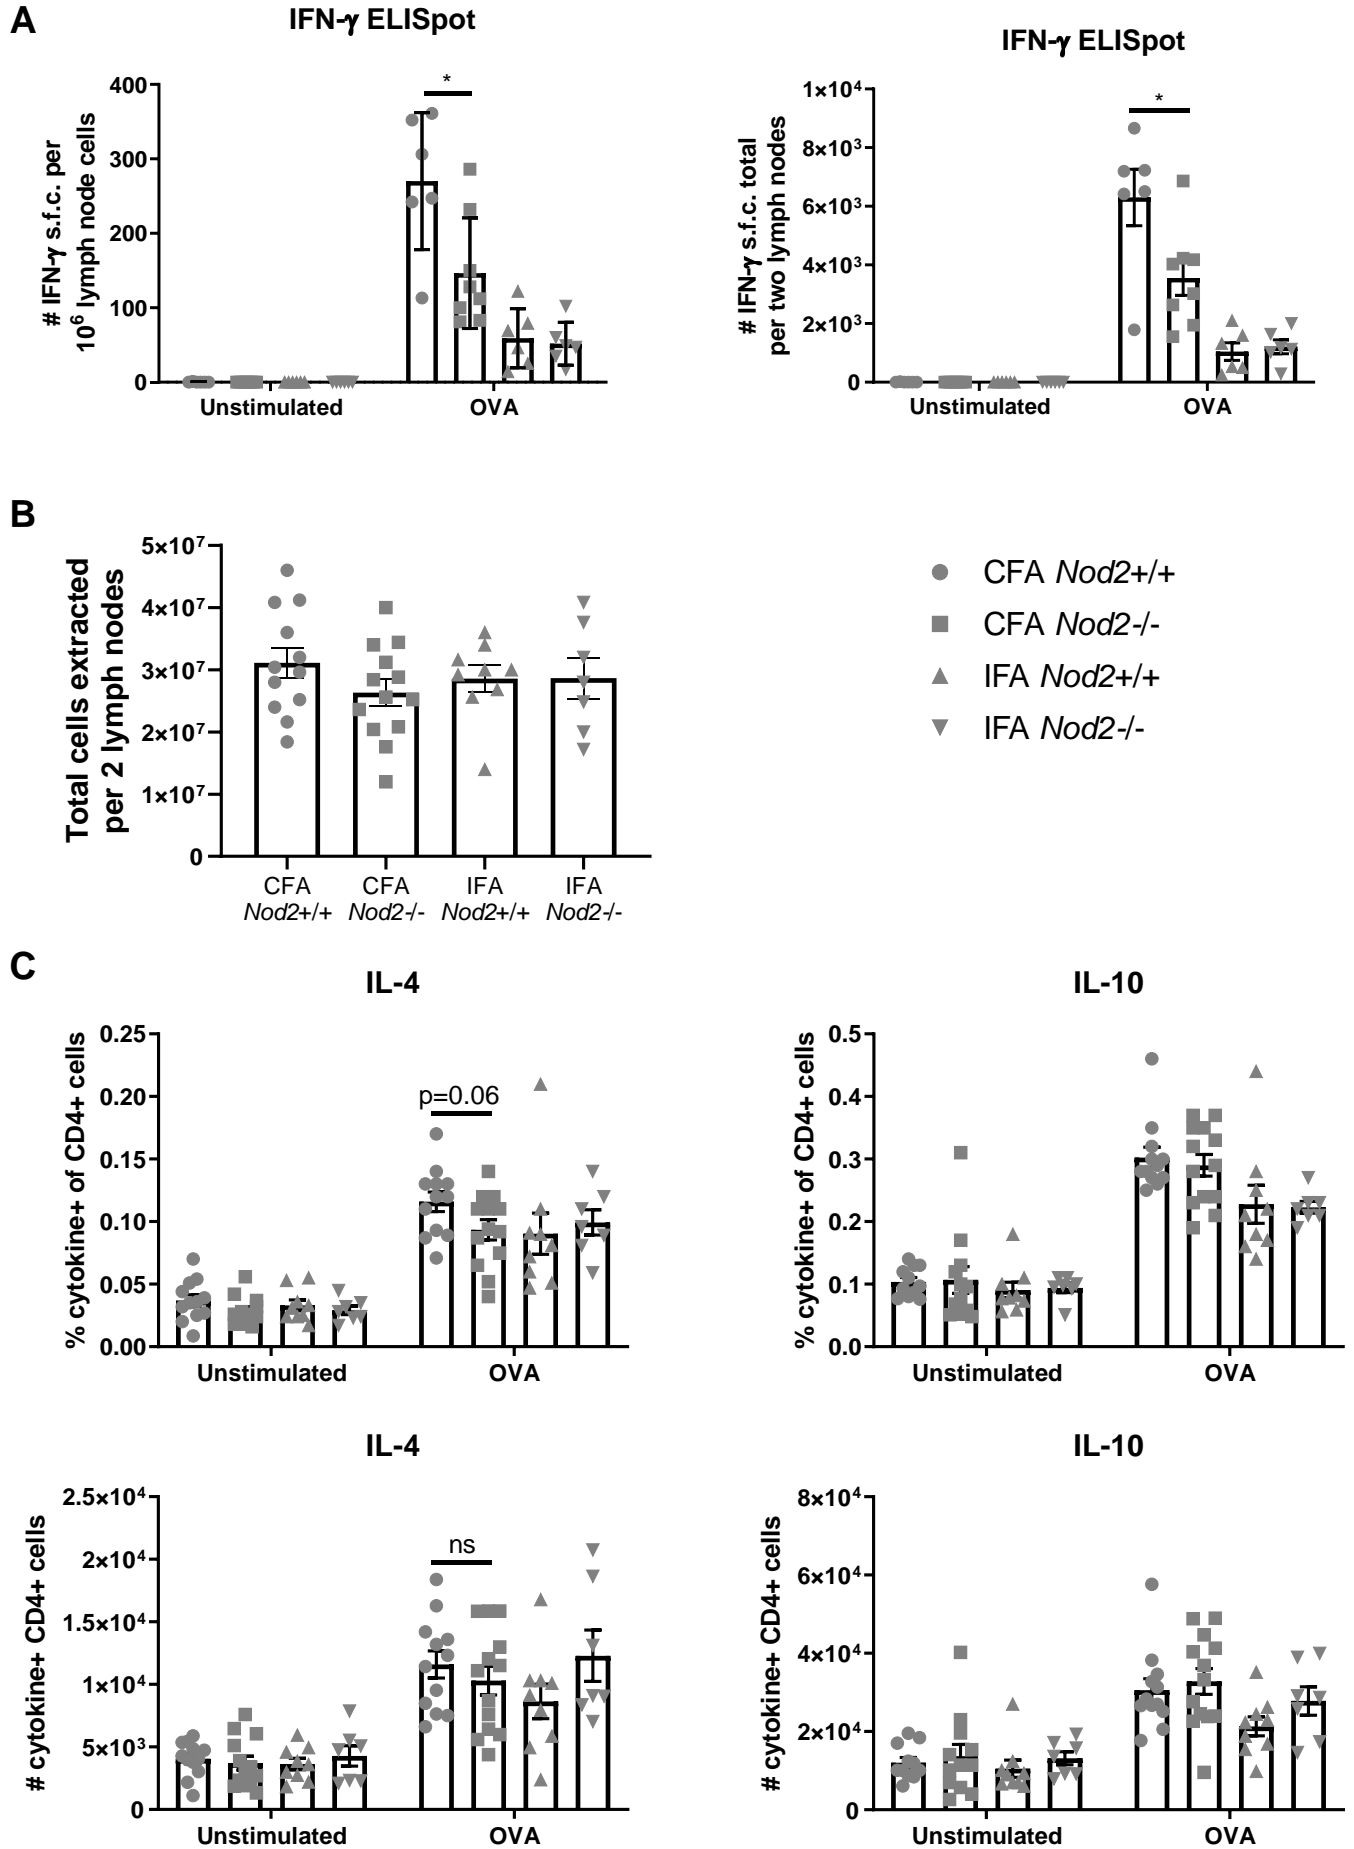 A
IFN-γ ELISpot
# IFN-γ s.f.c. per
10⁶ lymph node cells
400
300
200
100
0
*
Unstimulated
OVA
IFN-γ ELISpot
# IFN-γ s.f.c. total
per two lymph nodes
1×10⁴
8×10³
6×10³
4×10³
2×10³
0
*
Unstimulated
OVA
B
Total cells extracted
per 2 lymph nodes
5×10⁷
4×10⁷
3×10⁷
2×10⁷
1×10⁷
0
CFA
Nod2+/+
CFA
Nod2-/-
IFA
Nod2+/+
IFA
Nod2-/-
CFA Nod2+/+
CFA Nod2-/-
IFA Nod2+/+
IFA Nod2-/-
C
IL-4
% cytokine+ of CD4+ cells
0.25
0.20
0.15
0.10
0.05
0.00
p=0.06
Unstimulated
OVA
IL-10
% cytokine+ of CD4+ cells
0.5
0.4
0.3
0.2
0.1
0.0
Unstimulated
OVA
IL-4
# cytokine+ CD4+ cells
2.5×10⁴
2×10⁴
1.5×10⁴
1×10⁴
5×10³
0
ns
Unstimulated
OVA
IL-10
# cytokine+ CD4+ cells
8×10⁴
6×10⁴
4×10⁴
2×10⁴
0
Unstimulated
OVA